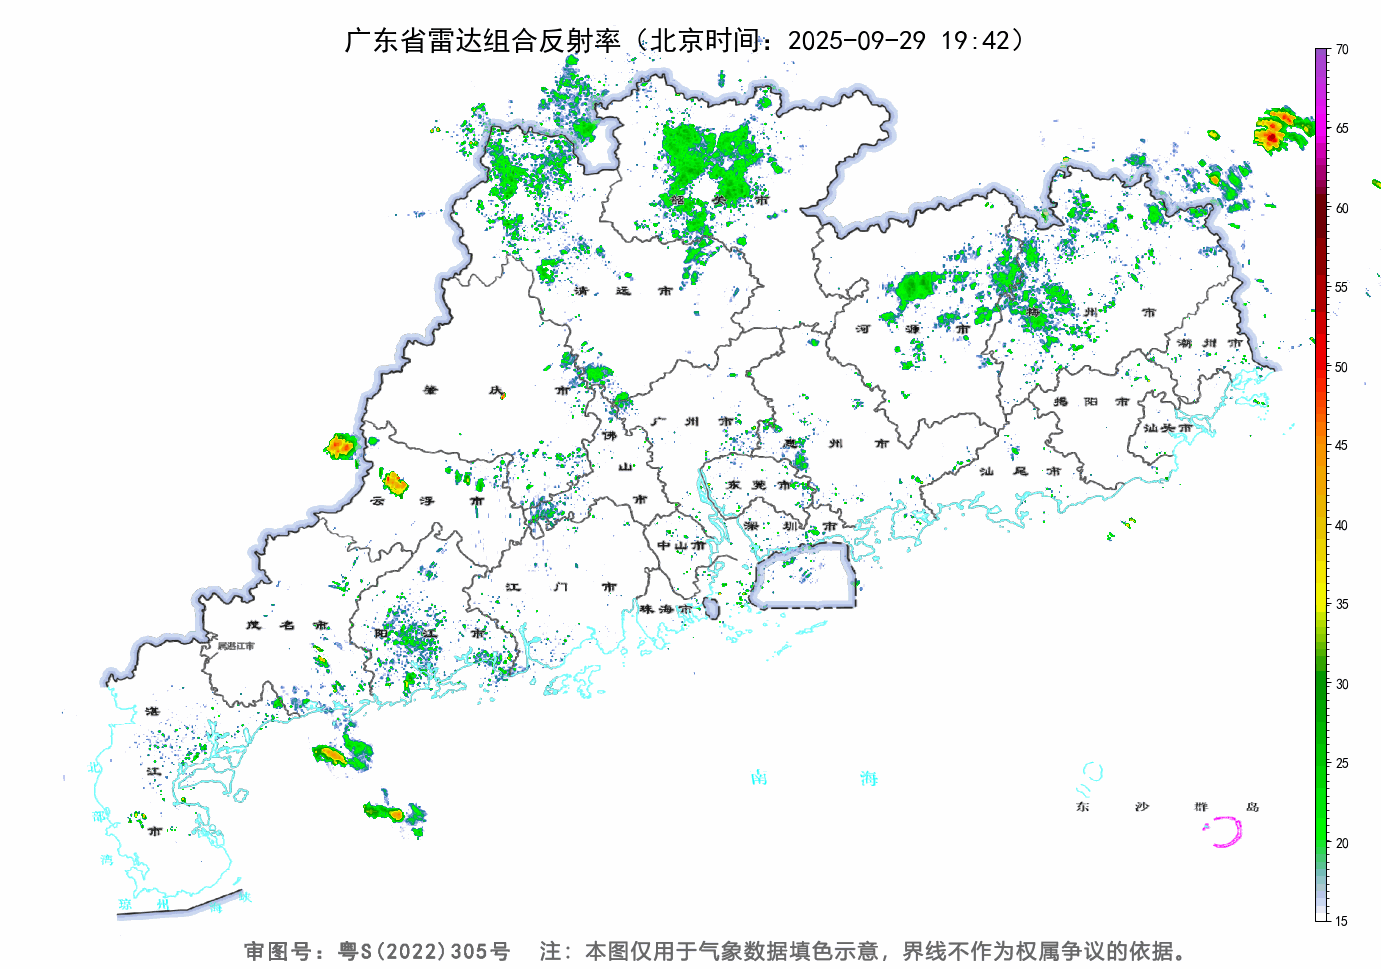 广东省雷达组合反射率（北京时间：2025-09-29 19:42）
70
65
60
55
50
45
40
35
30
25
20
15
韶关市
清远市
河源市
梅州市
潮州市
肇庆市
揭阳市
广州市
汕头市
佛山市
惠州市
云浮市
东莞市
汕尾市
深圳市
中山市
江门市
珠海市
茂名市
阳江市
属湛江市
湛江市
南海
北部湾
东沙群岛
琼州海峡
审图号：粤S(2022)305号 注：本图仅用于气象数据填色示意，界线不作为权属争议的依据。